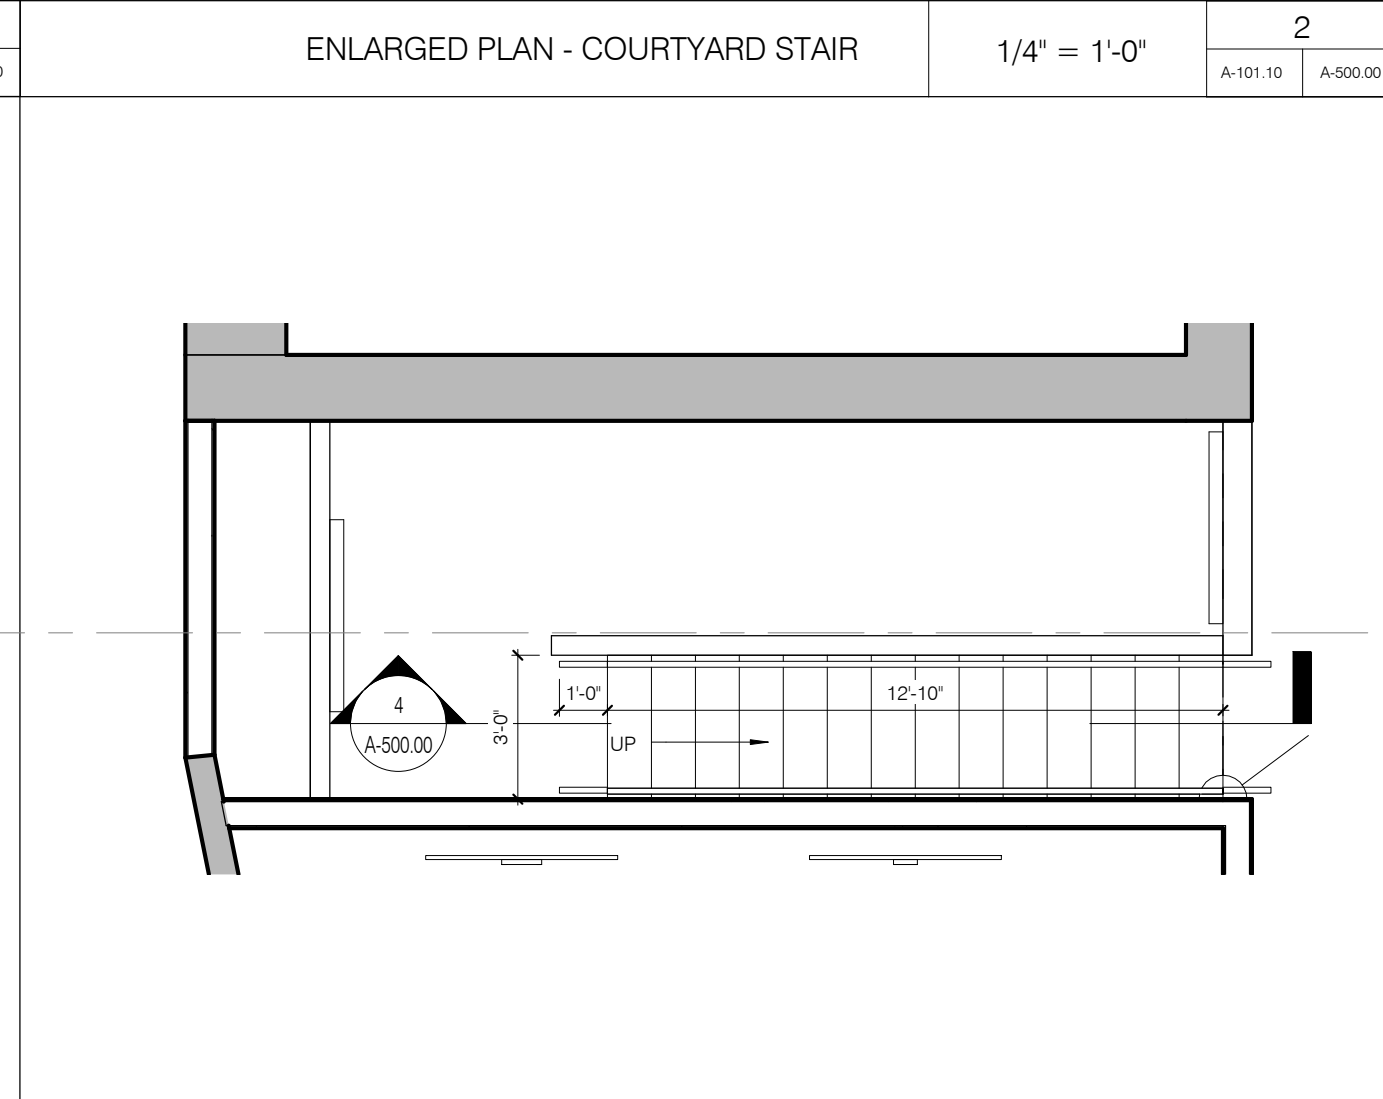 ENLARGED PLAN - COURTYARD STAIR
1/4" = 1'-0"
2
A-101.10
A-500.00
1'-0"
12'-10"
3'-0"
4
A-500.00
UP